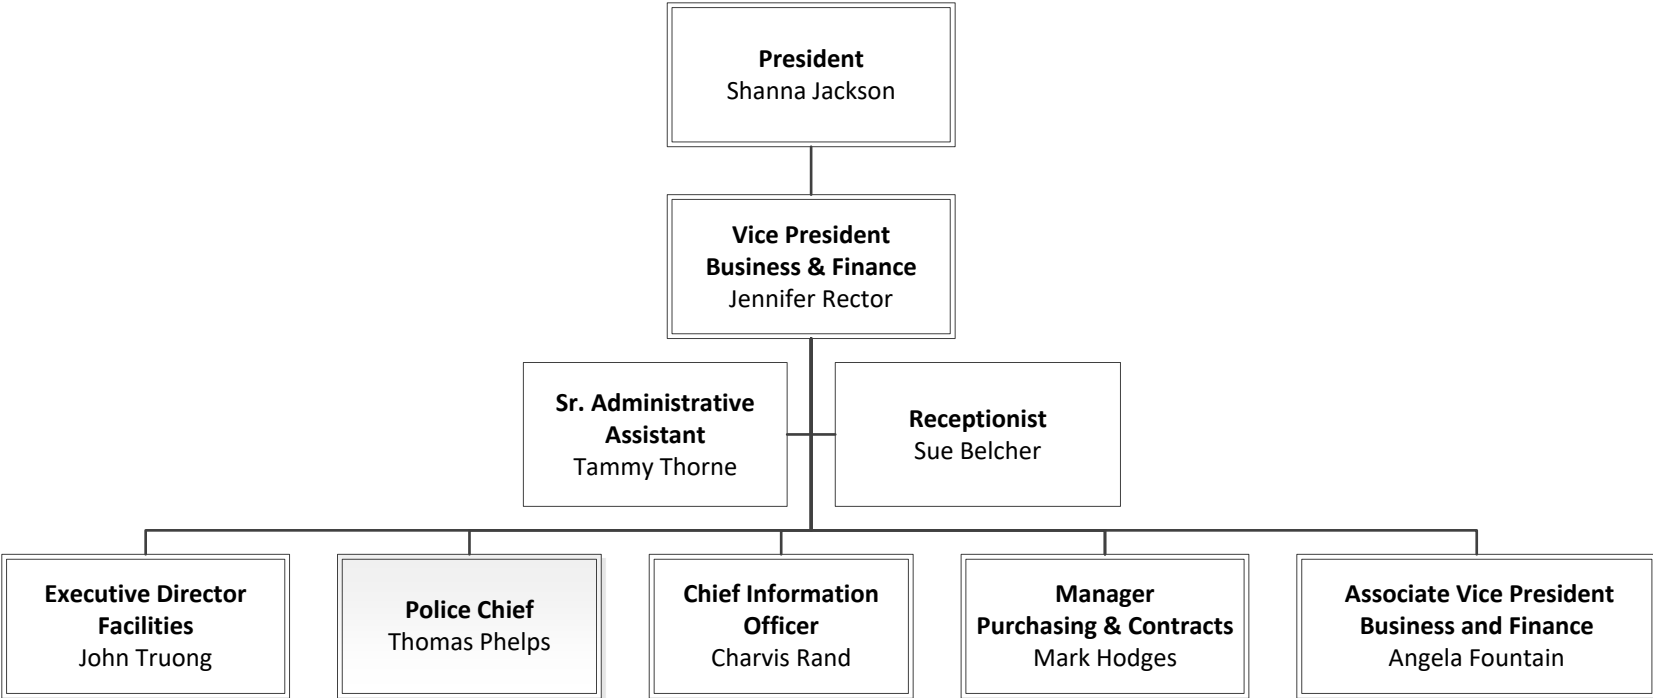 President
Shanna Jackson
Vice President
Business & Finance
Jennifer Rector
Sr. Administrative
Assistant
Tammy Thorne
Receptionist
Sue Belcher
Executive Director
Facilities
John Truong
Police Chief
Thomas Phelps
Chief Information
Officer
Charvis Rand
Manager
Purchasing & Contracts
Mark Hodges
Associate Vice President
Business and Finance
Angela Fountain